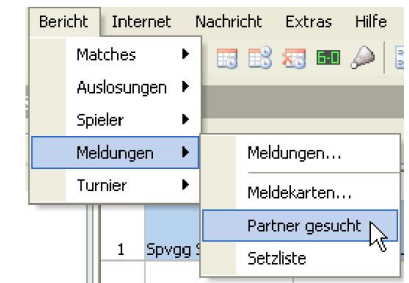 Bericht Internet Nachricht Extras Hilfe
Matches
6-0
Auslosungen
Spieler
Meldungen
Meldungen...
Turnier
Meldekarten...
Partner gesucht
1 Spvgg
Setzliste